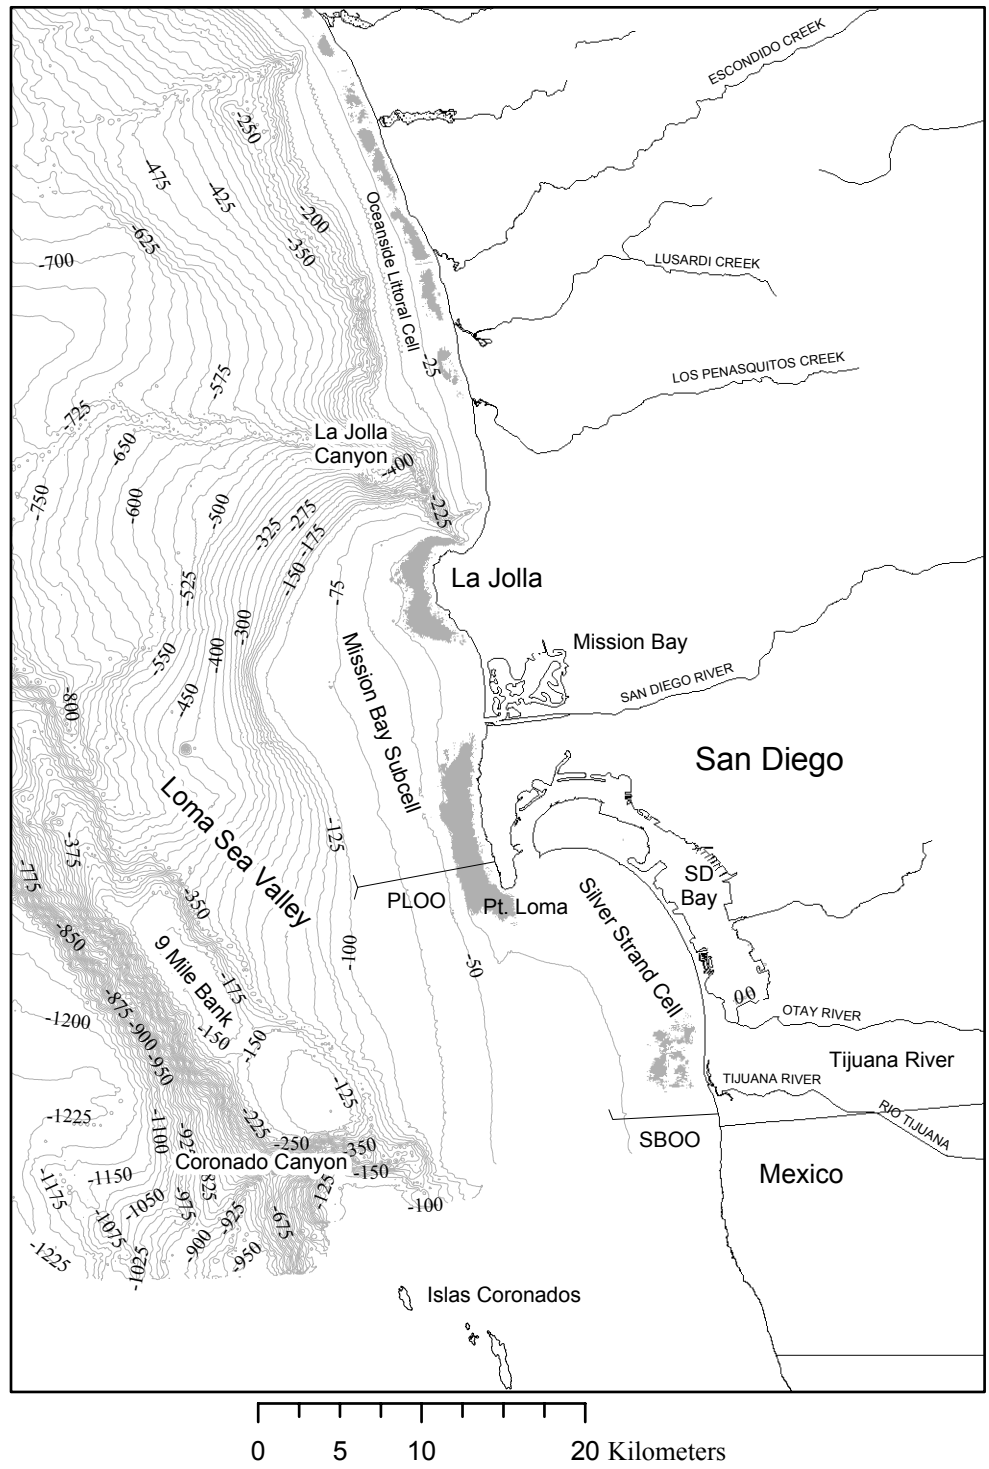 ESCONDIDO CREEK
-250
-475
-425
-200
-625
-350
Oceanside Littoral Cell
-700
LUSARDI CREEK
-25
LOS PENASQUITOS CREEK
-575
-725
-650
La Jolla
Canyon
-400
-750
-600
-500
-325
-275
-175
-225
-150
-75
La Jolla
-525
-300
-400
-550
-450
-800
Mission Bay
Mission Bay Subcell
SAN DIEGO RIVER
San Diego
Loma Sea Valley
-125
-375
-775
SD
Bay
PLOO
Pt. Loma
Silver Strand Cell
-350
-850
9 Mile Bank
-175
-100
-50
-875
-900
-950
-150
-150
-1200
00
OTAY RIVER
Tijuana River
TIJUANA RIVER
RIO TIJUANA
-125
-225
-1225
-1100
-925
-250
-350
Coronado Canyon
-150
SBOO
Mexico
-1175
-1150
-1050
-975
825
-125
-100
-1075
-925
-675
-900
-950
-1025
-1225
Islas Coronados
0 5 10 20 Kilometers